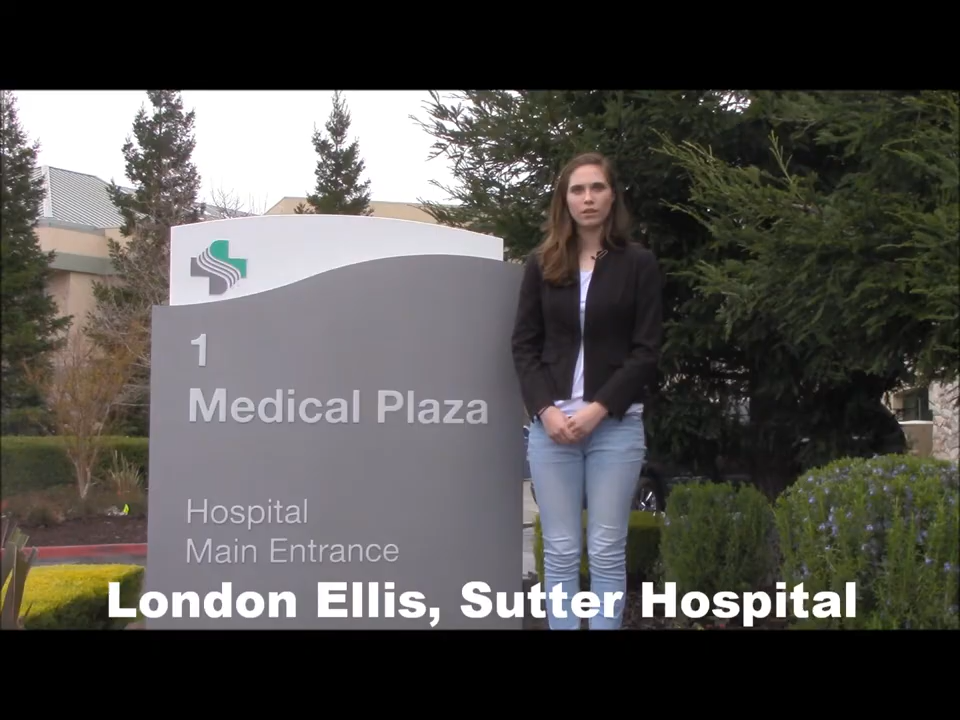 1
Medical Plaza
Hospital
Main Entrance
London Ellis, Sutter Hospital